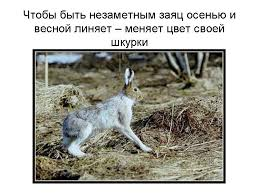 Чтобы быть незаметным заяц осенью и
весной линяет – меняет цвет своей
шкурки